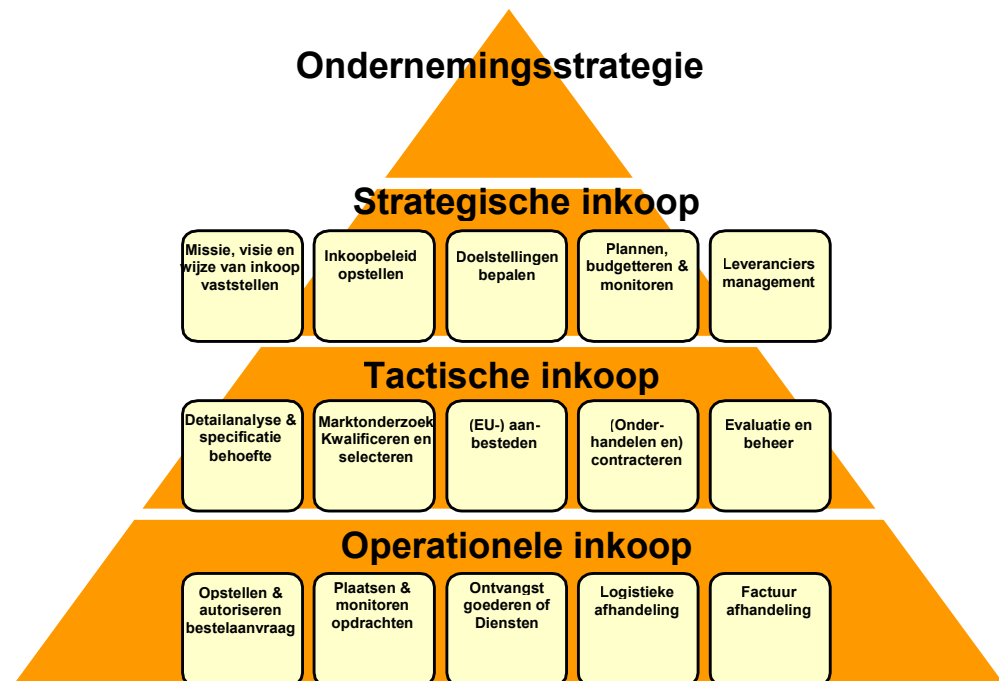 Ondernemingsstrategie
Strategische inkoop
Missie, visie en
wijze van inkoop
vaststellen
Inkoopbeleid
opstellen
Doelstellingen
bepalen
Plannen,
budgetteren &
monitoren
Leveranciers
management
Tactische inkoop
Detailanalyse &
specificatie
behoefte
Marktonderzoek
Kwalificeren en
selecteren
(EU-) aan-
besteden
(Onder-
handelen en)
contracteren
Evaluatie en
beheer
Operationele inkoop
Opstellen &
autoriseren
bestelaanvraag
Plaatsen &
monitoren
opdrachten
Ontvangst
goederen of
Diensten
Logistieke
afhandeling
Factuur
afhandeling